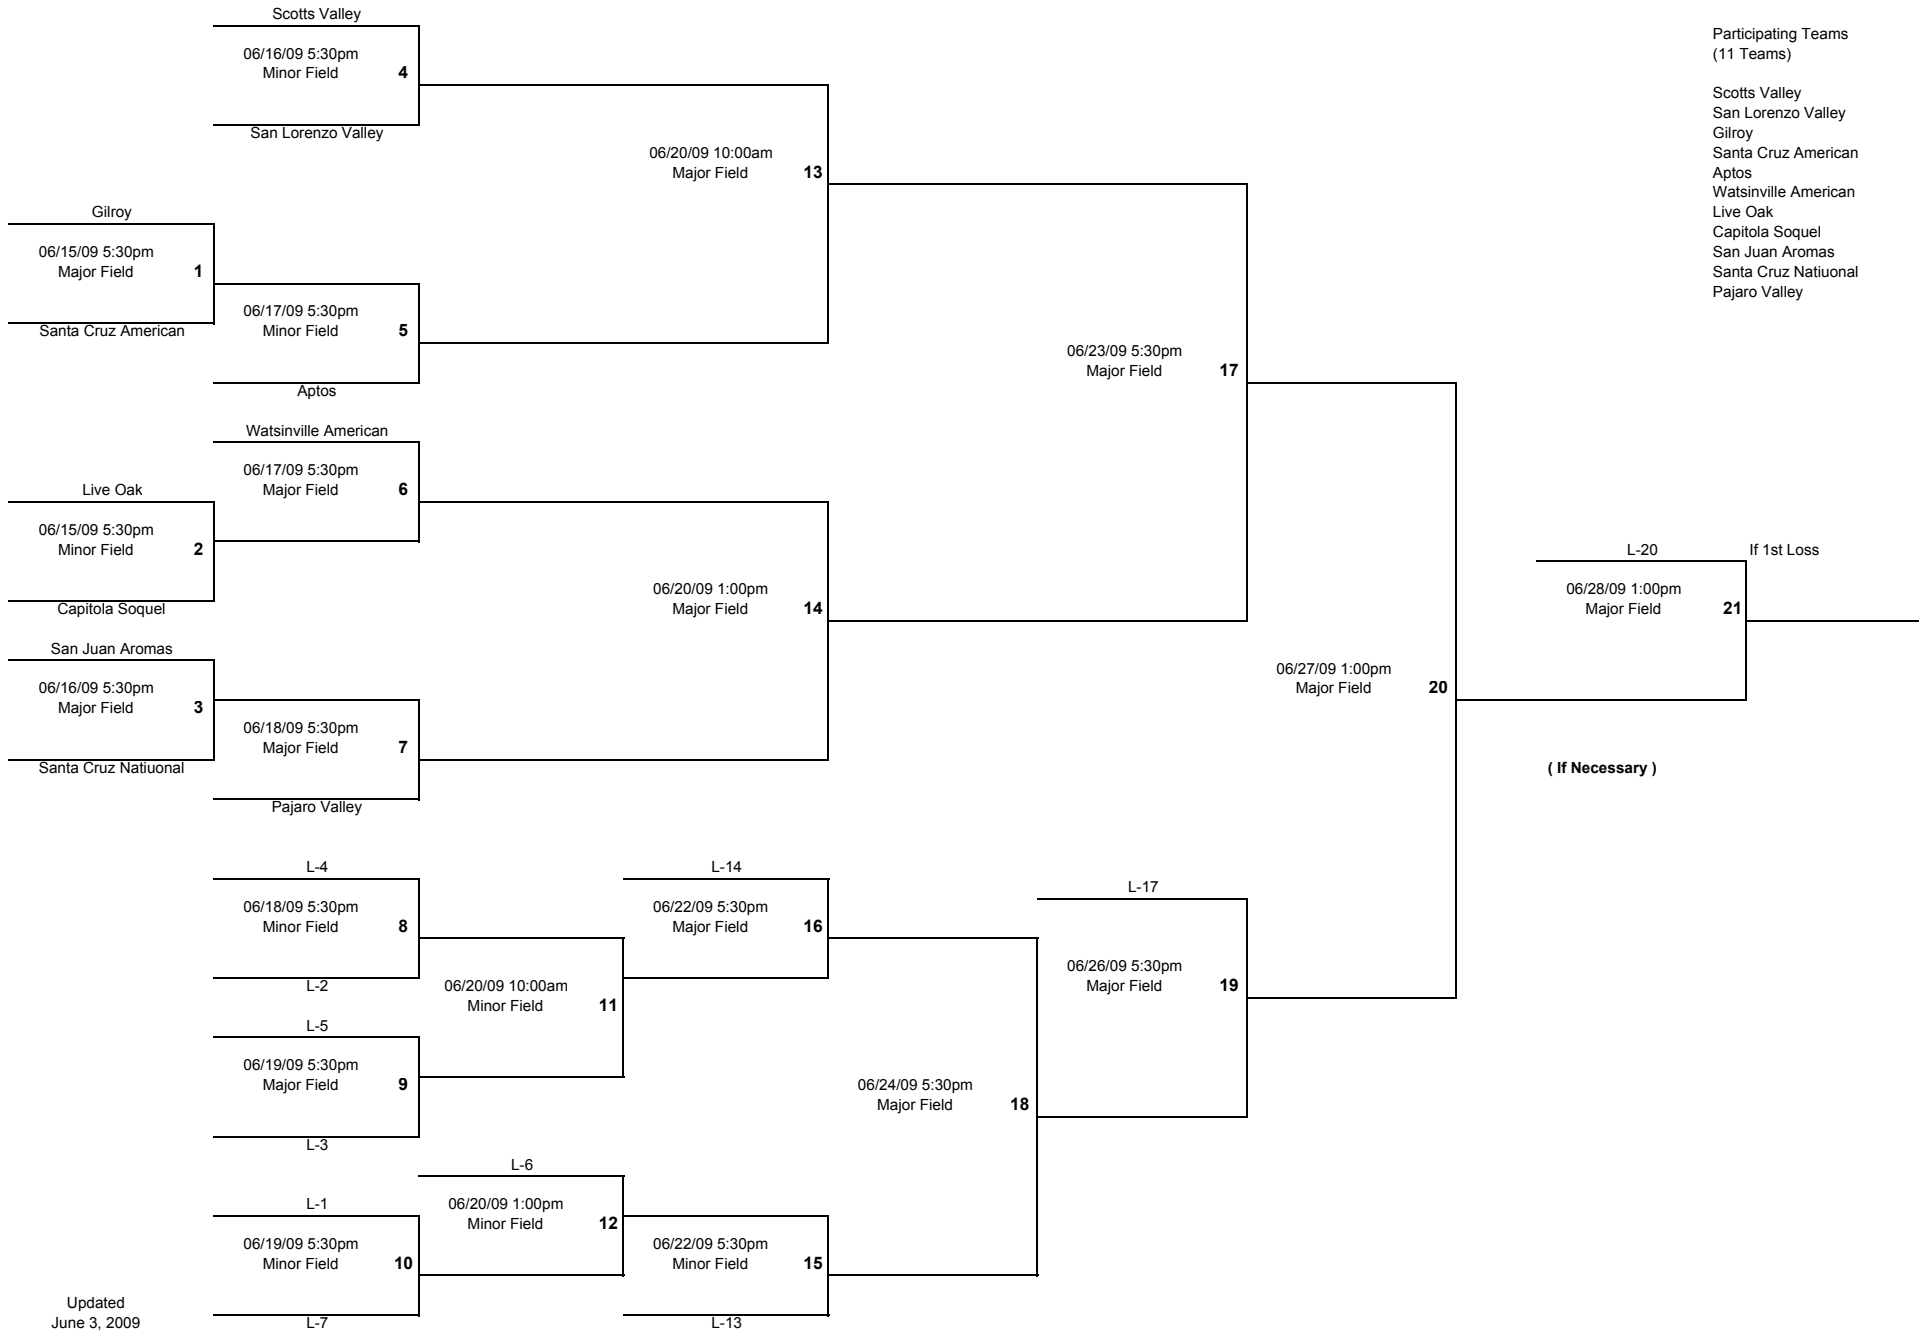 Scotts Valley
06/16/09 5:30pm
Minor Field 4
San Lorenzo Valley
06/20/09 10:00am
Major Field 13
Gilroy
06/15/09 5:30pm
Major Field 1
Santa Cruz American
06/17/09 5:30pm
Minor Field 5
Aptos
06/23/09 5:30pm
Major Field 17
Watsinville American
06/17/09 5:30pm
Major Field 6
Live Oak
06/15/09 5:30pm
Minor Field 2
Capitola Soquel
06/20/09 1:00pm
Major Field 14
San Juan Aromas
06/16/09 5:30pm
Major Field 3
Santa Cruz Natiuonal
06/18/09 5:30pm
Major Field 7
Pajaro Valley
06/27/09 1:00pm
Major Field 20
L-20 If 1st Loss
06/28/09 1:00pm
Major Field 21
( If Necessary )
L-4
06/18/09 5:30pm
Minor Field 8
L-2
06/20/09 10:00am
Minor Field 11
L-5
06/19/09 5:30pm
Major Field 9
L-3
L-14
06/22/09 5:30pm
Major Field 16
L-17
06/26/09 5:30pm
Major Field 19
06/24/09 5:30pm
Major Field 18
L-6
06/20/09 1:00pm
Minor Field 12
L-1
06/19/09 5:30pm
Minor Field 10
L-7
06/22/09 5:30pm
Minor Field 15
L-13
Updated
June 3, 2009
Participating Teams
(11 Teams)
Scotts Valley
San Lorenzo Valley
Gilroy
Santa Cruz American
Aptos
Watsinville American
Live Oak
Capitola Soquel
San Juan Aromas
Santa Cruz Natiuonal
Pajaro Valley